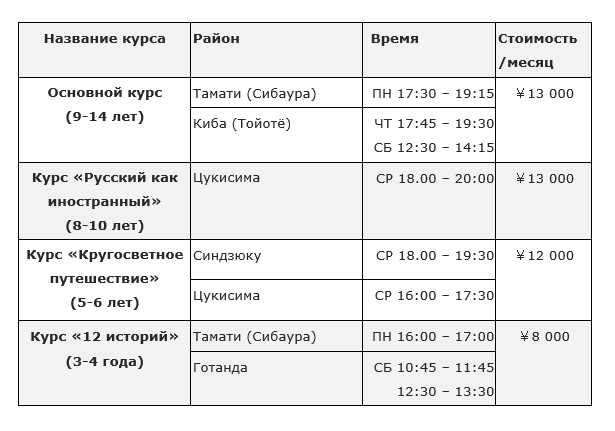 Название курса Район Время Стоимость
/месяц
Основной курс Тамати (Сибаура) ПН 17:30 – 19:15 ￥13 000
(9-14 лет) Киба (Тойотё) ЧТ 17:45 – 19:30
СБ 12:30 – 14:15
Курс «Русский как Цукисима СР 18.00 – 20:00 ￥13 000
иностранный»
(8-10 лет)
Курс «Кругосветное Синдзюку СР 18.00 – 19:30 ￥12 000
путешествие»
(5-6 лет) Цукисима СР 16:00 – 17:30
Курс «12 историй» Тамати (Сибаура) ПН 16:00 – 17:00 ￥8 000
(3-4 года) Готанда СБ 10:45 – 11:45
12:30 – 13:30